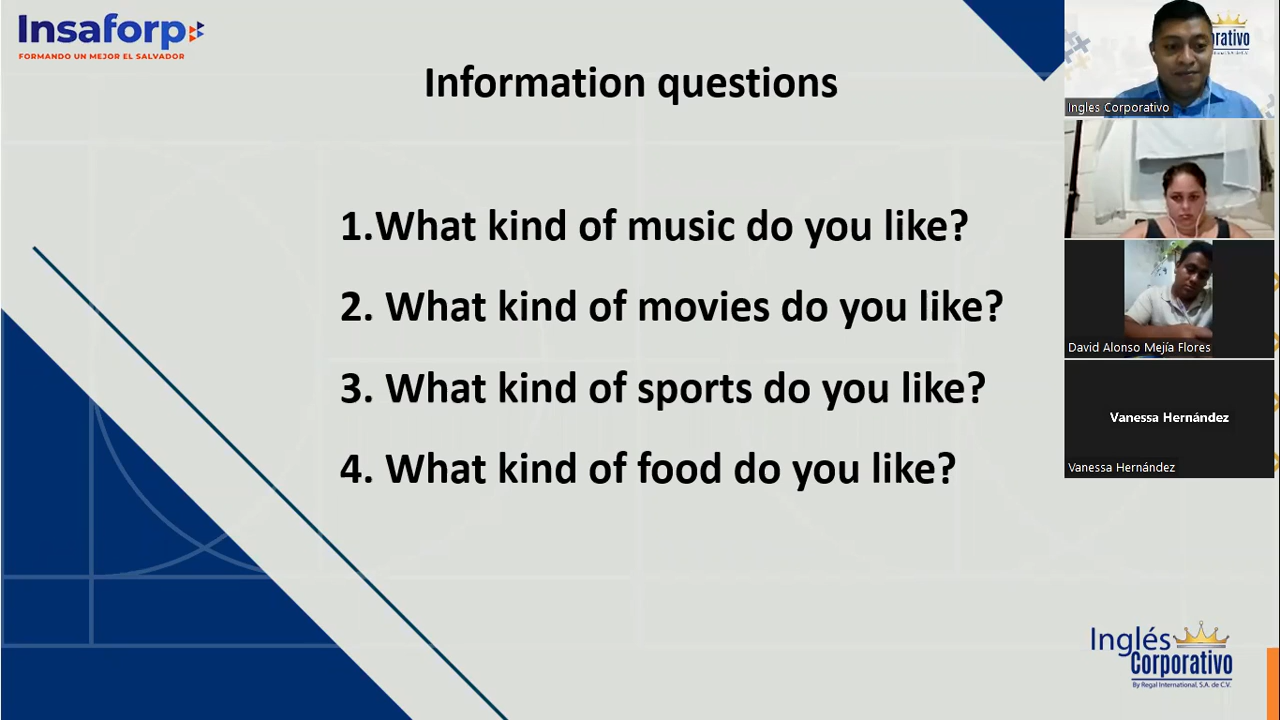 Insaforp
FORMANDO UN MEJOR EL SALVADOR
Information questions
1.What kind of music do you like?
2. What kind of movies do you like?
3. What kind of sports do you like?
4. What kind of food do you like?
Ingles Corporativo
David Alonso Mejía Flores
Vanessa Hernández
Vanessa Hernández
Inglés
Corporativo
By Regal International, S.A. de C.V.